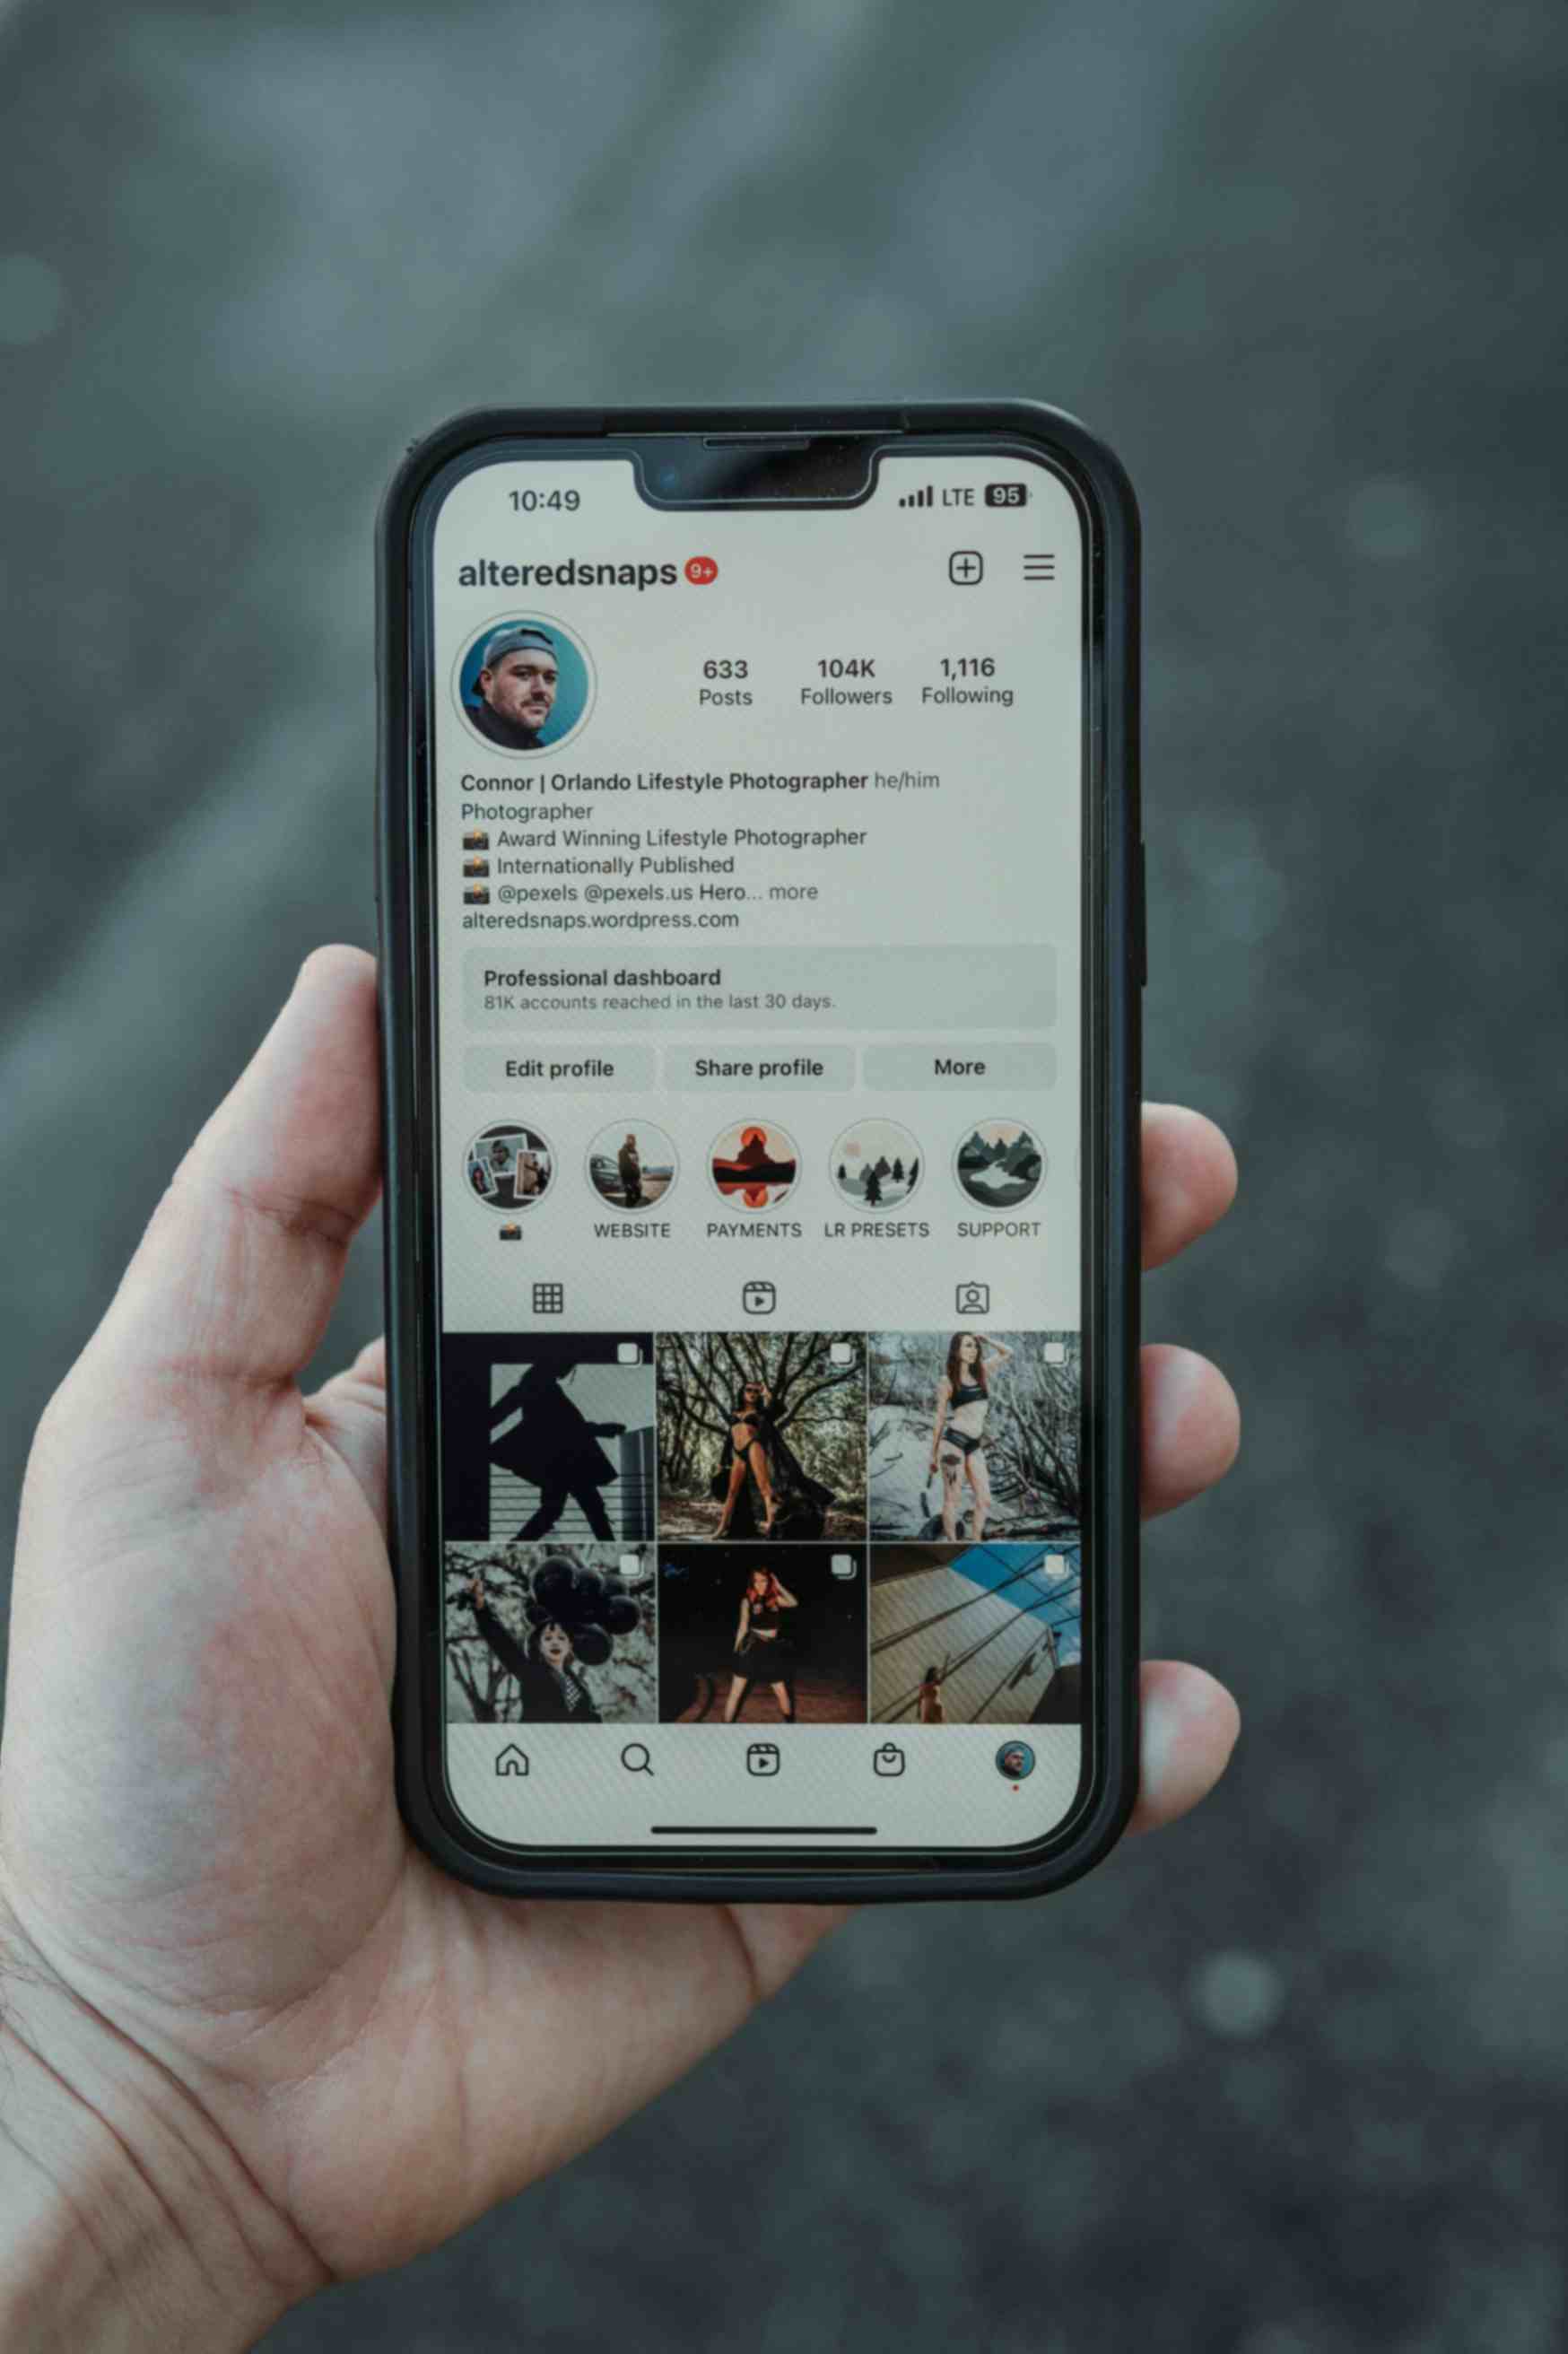 10:49 LTE 95
alteredsnaps 9+
633 104K 1,116
Posts Followers Following
Connor | Orlando Lifestyle Photographer he/him
Photographer
📸 Award Winning Lifestyle Photographer
📸 Internationally Published
📸 @pexels @pexels.us Hero... more
alteredsnaps.wordpress.com
Professional dashboard
81K accounts reached in the last 30 days.
Edit profile Share profile More
📸 WEBSITE PAYMENTS LR PRESETS SUPPORT